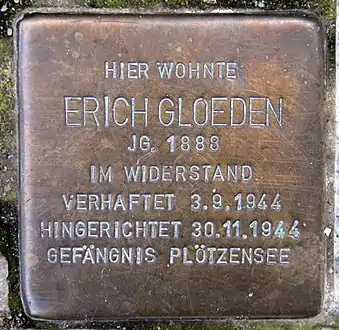 HIER WOHNTE
ERICH GLOEDEN
JG. 1888
IM WIDERSTAND
VERHAFTET 3.9.1944
HINGERICHTET 30.11.1944
GEFÄNGNIS PLÖTZENSEE